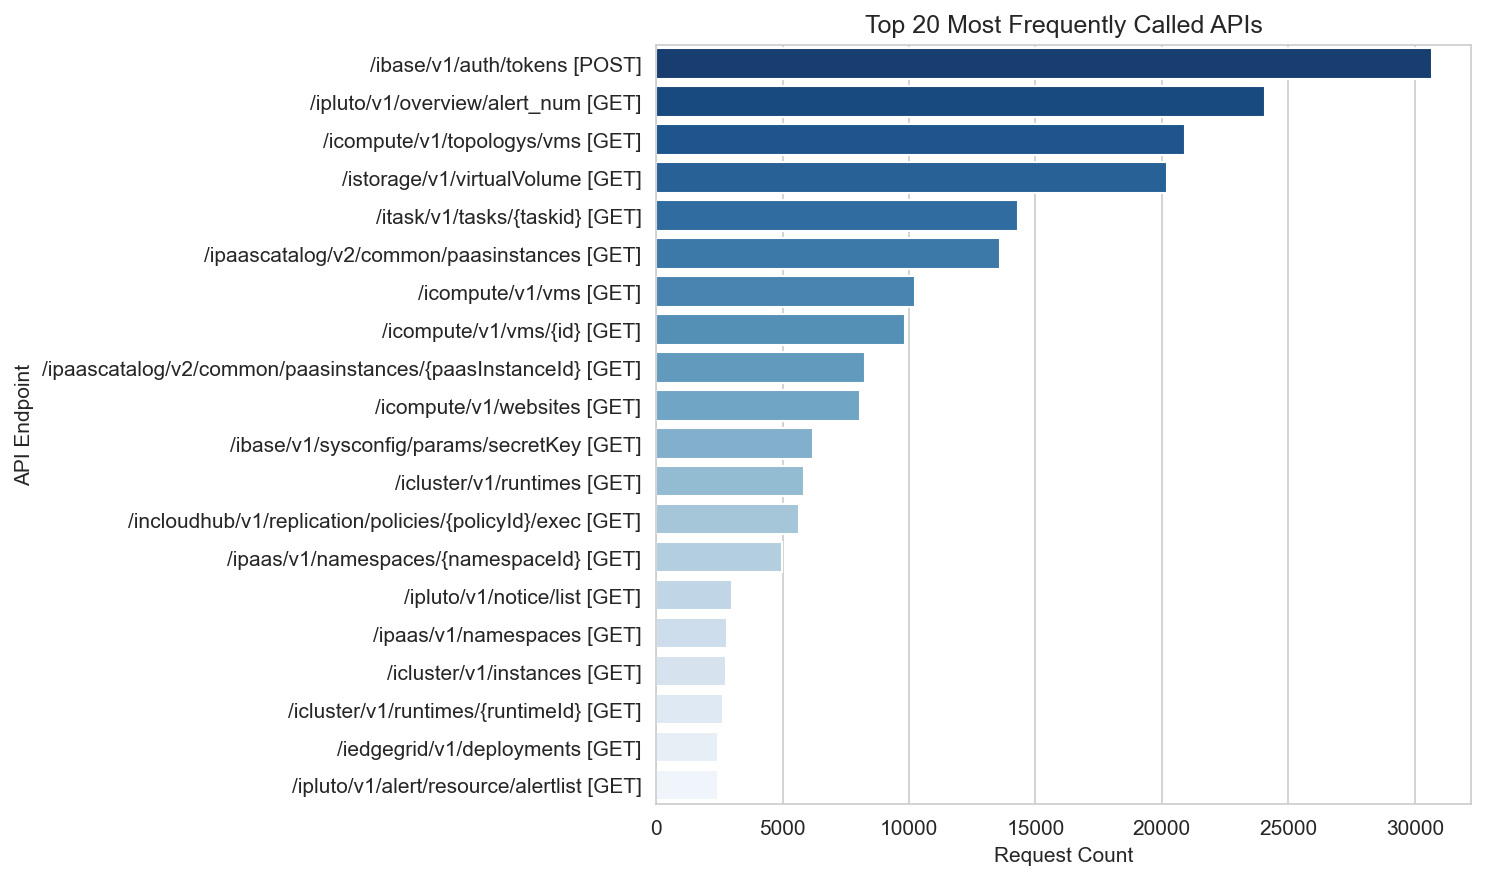 Top 20 Most Frequently Called APIs
API Endpoint
/ibase/v1/auth/tokens [POST]
/ipluto/v1/overview/alert_num [GET]
/icompute/v1/topologys/vms [GET]
/istorage/v1/virtualVolume [GET]
/itask/v1/tasks/{taskid} [GET]
/ipaascatalog/v2/common/paasinstances [GET]
/icompute/v1/vms [GET]
/icompute/v1/vms/{id} [GET]
/ipaascatalog/v2/common/paasinstances/{paasInstanceId} [GET]
/icompute/v1/websites [GET]
/ibase/v1/sysconfig/params/secretKey [GET]
/icluster/v1/runtimes [GET]
/incloudhub/v1/replication/policies/{policyId}/exec [GET]
/ipaas/v1/namespaces/{namespaceId} [GET]
/ipluto/v1/notice/list [GET]
/ipaas/v1/namespaces [GET]
/icluster/v1/instances [GET]
/icluster/v1/runtimes/{runtimeId} [GET]
/iedgegrid/v1/deployments [GET]
/ipluto/v1/alert/resource/alertlist [GET]
0 5000 10000 15000 20000 25000 30000
Request Count